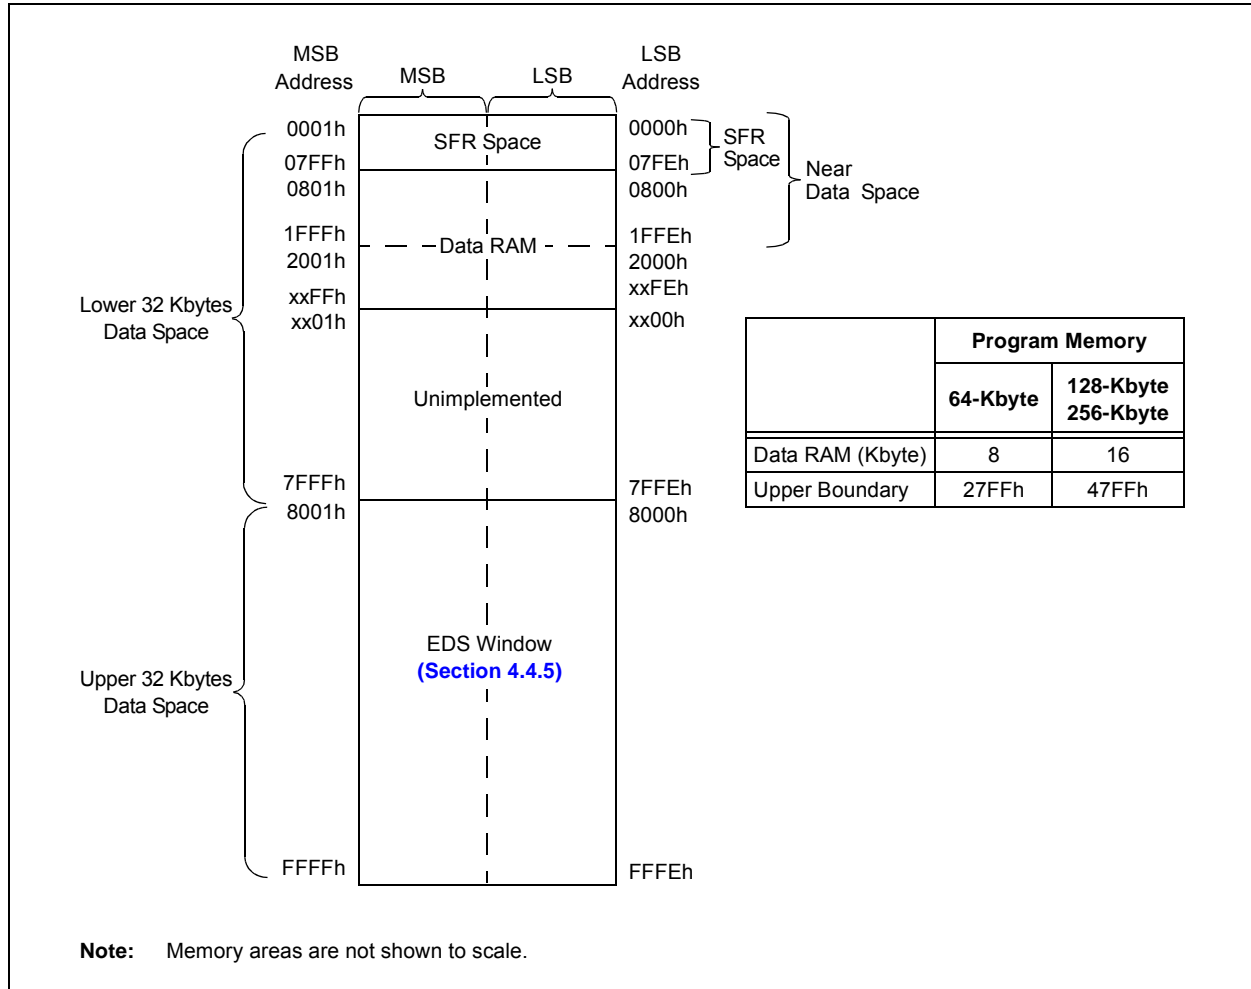 MSB
Address
MSB
LSB
LSB
Address
0001h
SFR Space
0000h
SFR
Space
07FFh
07FEh
0801h
0800h
Near
Data Space
1FFFh
Data RAM
1FFEh
2001h
2000h
xxFFh
xxFEh
xx01h
xx00h
Lower 32 Kbytes
Data Space
Unimplemented
7FFFh
7FFEh
8001h
8000h
EDS Window
(Section 4.4.5)
Upper 32 Kbytes
Data Space
FFFFh
FFFEh
Program Memory
64-Kbyte
128-Kbyte
256-Kbyte
Data RAM (Kbyte) 8 16
Upper Boundary 27FFh 47FFh
Note: Memory areas are not shown to scale.